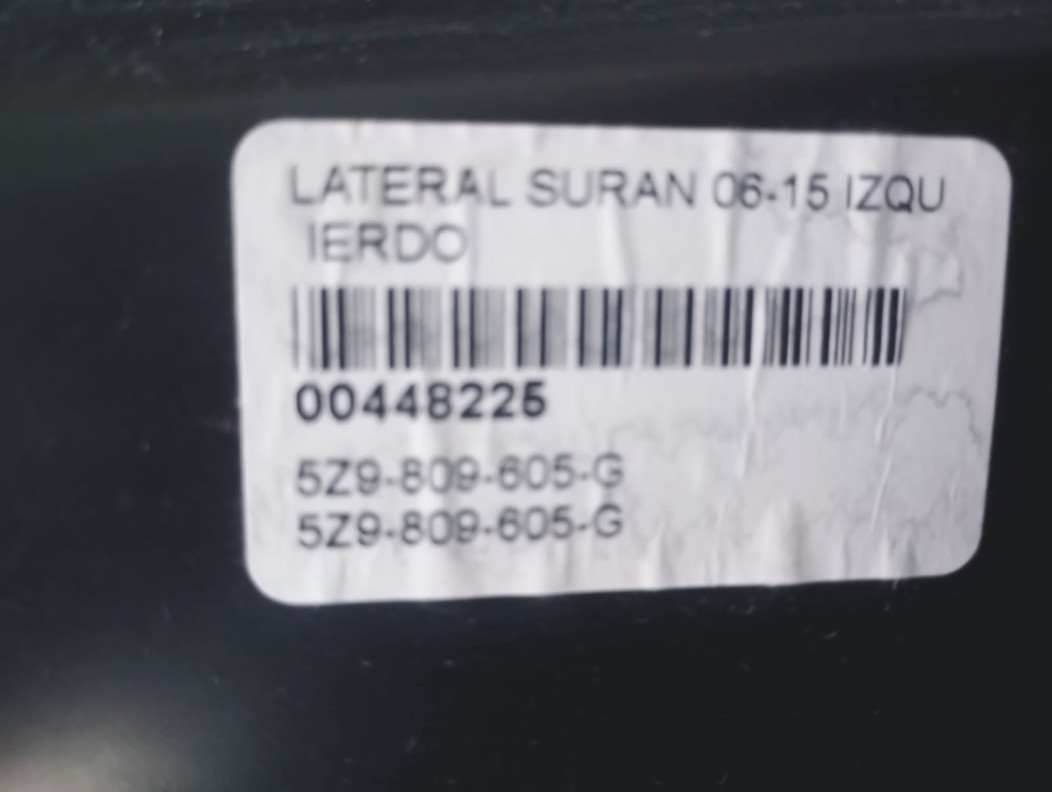 LATERAL SURAN 06-15 IZQU
IERDO
00448225
5Z9-809-605-G
5Z9-809-605-G